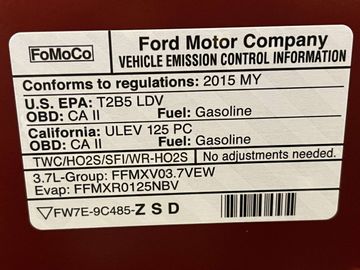 FoMoCo
Ford Motor Company
VEHICLE EMISSION CONTROL INFORMATION
Conforms to regulations: 2015 MY
U.S. EPA: T2B5 LDV
OBD: CA II Fuel: Gasoline
California: ULEV 125 PC
OBD: CA II Fuel: Gasoline
TWC/HO2S/SFI/WR-HO2S No adjustments needed.
3.7L-Group: FFMXV03.7VEW
Evap: FFMXR0125NBV
▽FW7E-9C485-Z S D